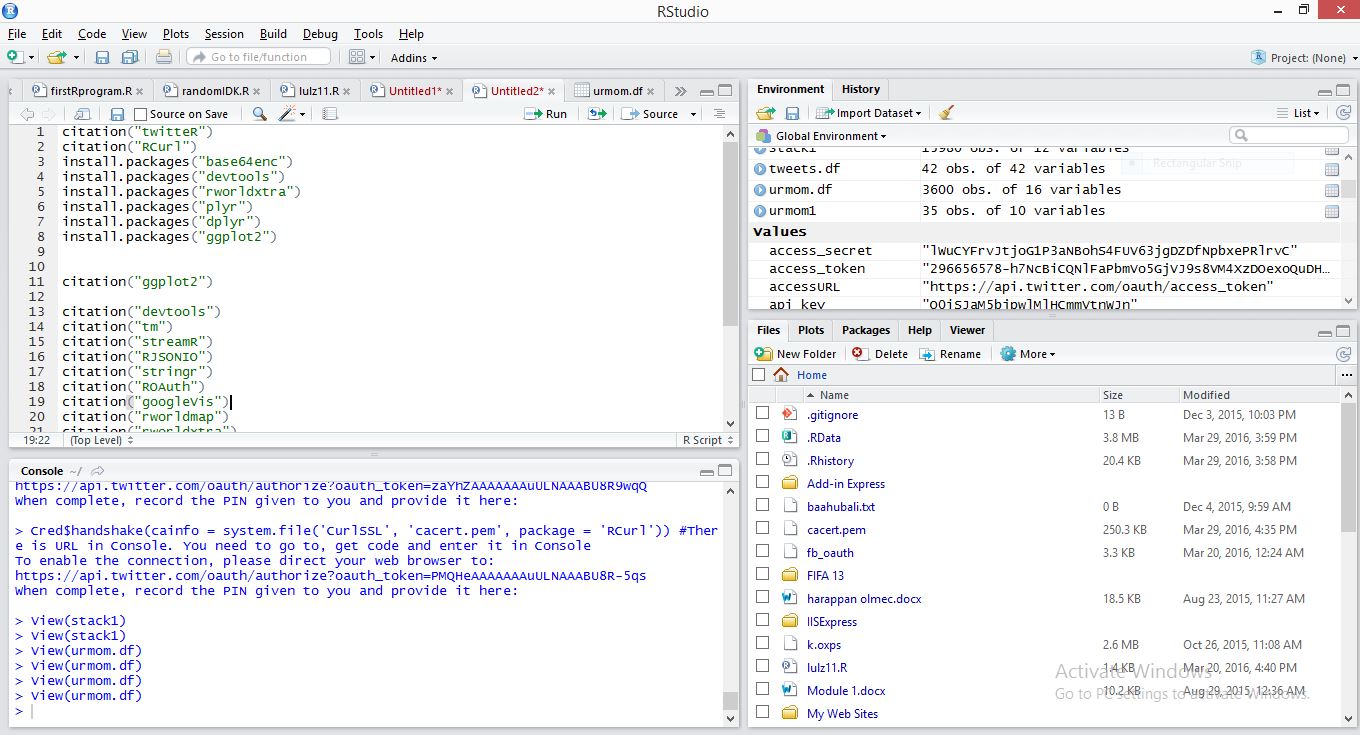 RStudio
File Edit Code View Plots Session Build Debug Tools Help
Go to file/function Addins Project: (None)
firstRprogram.R randomIDK.R lulz11.R Untitled1* Untitled2* urmom.df
Source on Save Run Source
1 citation("twitteR")
2 citation("RCurl")
3 install.packages("base64enc")
4 install.packages("devtools")
5 install.packages("rworldxtra")
6 install.packages("plyr")
7 install.packages("dplyr")
8 install.packages("ggplot2")
9
10
11 citation("ggplot2")
12
13 citation("devtools")
14 citation("tm")
15 citation("streamR")
16 citation("RJSONIO")
17 citation("stringr")
18 citation("ROAuth")
19 citation("googleVis")
20 citation("rworldmap")
21 citation("rworldxtra")
19:22 (Top Level) R Script
Console ~/
https://api.twitter.com/oauth/authorize?oauth_token=zaYhZAAAAAAAuULNAAABU8R9wqQ
When complete, record the PIN given to you and provide it here:
> Cred$handshake(cainfo = system.file('CurlSSL', 'cacert.pem', package = 'RCurl')) #Ther
e is URL in Console. You need to go to, get code and enter it in Console
To enable the connection, please direct your web browser to:
https://api.twitter.com/oauth/authorize?oauth_token=PMQHeAAAAAAAuULNAAABU8R-5qs
When complete, record the PIN given to you and provide it here:
> View(stack1)
> View(stack1)
> View(urmom.df)
> View(urmom.df)
> View(urmom.df)
> View(urmom.df)
>
Environment History
Import Dataset List
Global Environment
stack1 15980 obs. of 12 variables
Rectangular Snip
tweets.df 42 obs. of 42 variables
urmom.df 3600 obs. of 16 variables
urmom1 35 obs. of 10 variables
Values
access_secret "lWuCYFrvJtjoG1P3aNBohS4FUV63jgDZDfNpbxePRlrvC"
access_token "296656578-h7NcBiCQNlFaPbmVo5GjVJ9s8VM4XzDOexoQuDH...
accessURL "https://api.twitter.com/oauth/access_token"
api_key "OOiSJaM5bipwlMlHCmmVtnWJn"
Files Plots Packages Help Viewer
New Folder Delete Rename More
Home ...
Name Size Modified
.gitignore 13 B Dec 3, 2015, 10:03 PM
.RData 3.8 MB Mar 29, 2016, 3:59 PM
.Rhistory 20.4 KB Mar 29, 2016, 3:58 PM
Add-in Express
baahubali.txt 0 B Dec 4, 2015, 9:59 AM
cacert.pem 250.3 KB Mar 29, 2016, 4:35 PM
fb_oauth 3.3 KB Mar 20, 2016, 12:24 AM
FIFA 13
harappan olmec.docx 18.5 KB Aug 23, 2015, 11:27 AM
IISExpress
k.oxps 2.6 MB Oct 26, 2015, 11:08 AM
lulz11.R 1.4 KB Mar 20, 2016, 4:40 PM
Activate Windows
Module 1.docx 10.2 KB Aug 29, 2015, 12:36 AM
Go to PC settings to activate Windows.
My Web Sites